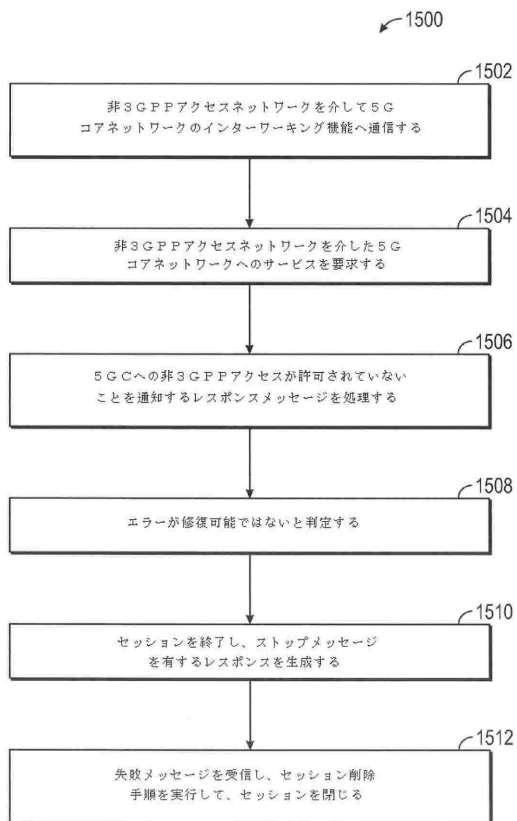 1500
1502
非3GPPアクセスネットワークを介して5G
コアネットワークのインターワーキング機能へ通信する
1504
非3GPPアクセスネットワークを介した5G
コアネットワークへのサービスを要求する
1506
5GCへの非3GPPアクセスが許可されていない
ことを通知するレスポンスメッセージを処理する
1508
エラーが修復可能ではないと判定する
1510
セッションを終了し、ストップメッセージ
を有するレスポンスを生成する
1512
失敗メッセージを受信し、セッション削除
手順を実行して、セッションを閉じる